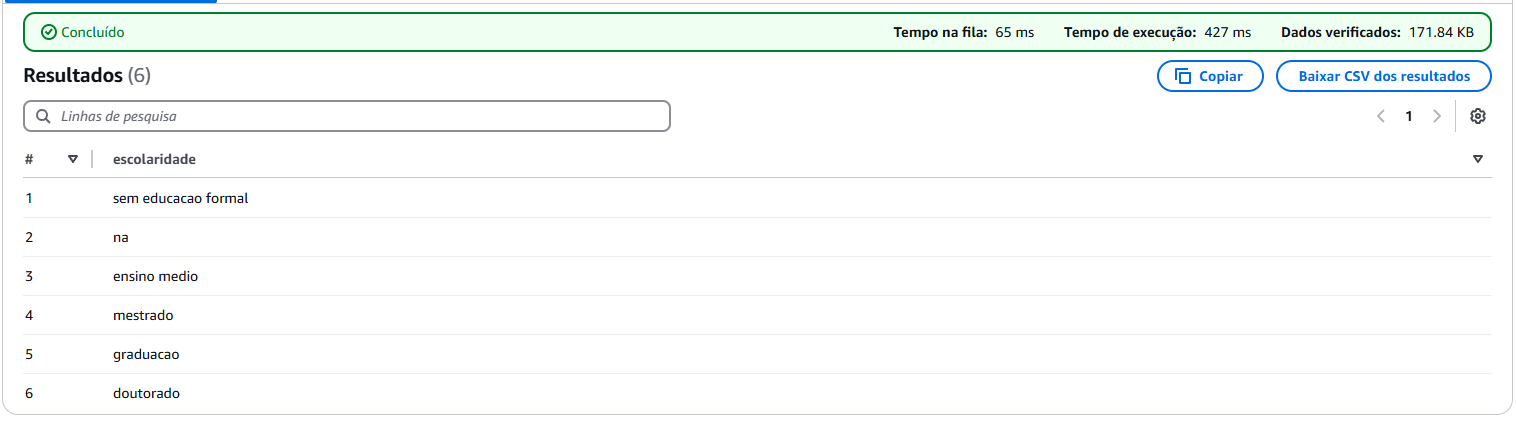 Concluído Tempo na fila: 65 ms Tempo de execução: 427 ms Dados verificados: 171.84 KB
Resultados (6) Copiar Baixar CSV dos resultados
Linhas de pesquisa 1
# escolaridade
1 sem educacao formal
2 na
3 ensino medio
4 mestrado
5 graduacao
6 doutorado